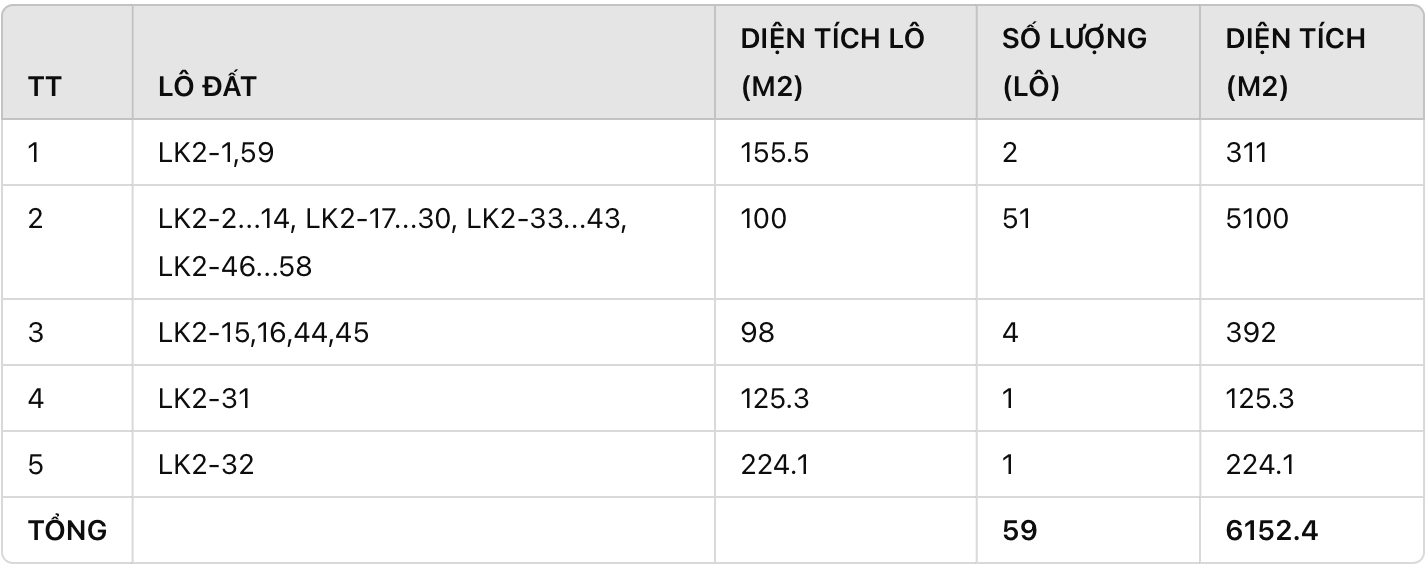 TT LÔ ĐẤT DIỆN TÍCH LÔ (M2) SỐ LƯỢNG (LÔ) DIỆN TÍCH (M2)
1 LK2-1,59 155.5 2 311
2 LK2-2...14, LK2-17...30, LK2-33...43, 100 51 5100
LK2-46...58
3 LK2-15,16,44,45 98 4 392
4 LK2-31 125.3 1 125.3
5 LK2-32 224.1 1 224.1
TỔNG 59 6152.4